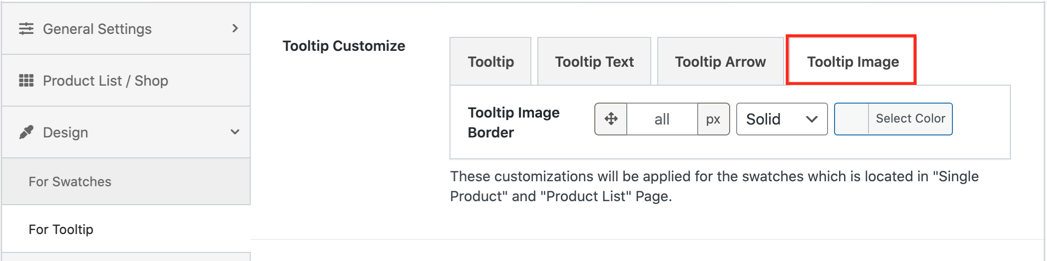 General Settings
Product List / Shop
Design
For Swatches
For Tooltip
Tooltip Customize
Tooltip
Tooltip Text
Tooltip Arrow
Tooltip Image
Tooltip Image
Border
all
px
Solid
Select Color
These customizations will be applied for the swatches which is located in "Single
Product" and "Product List" Page.